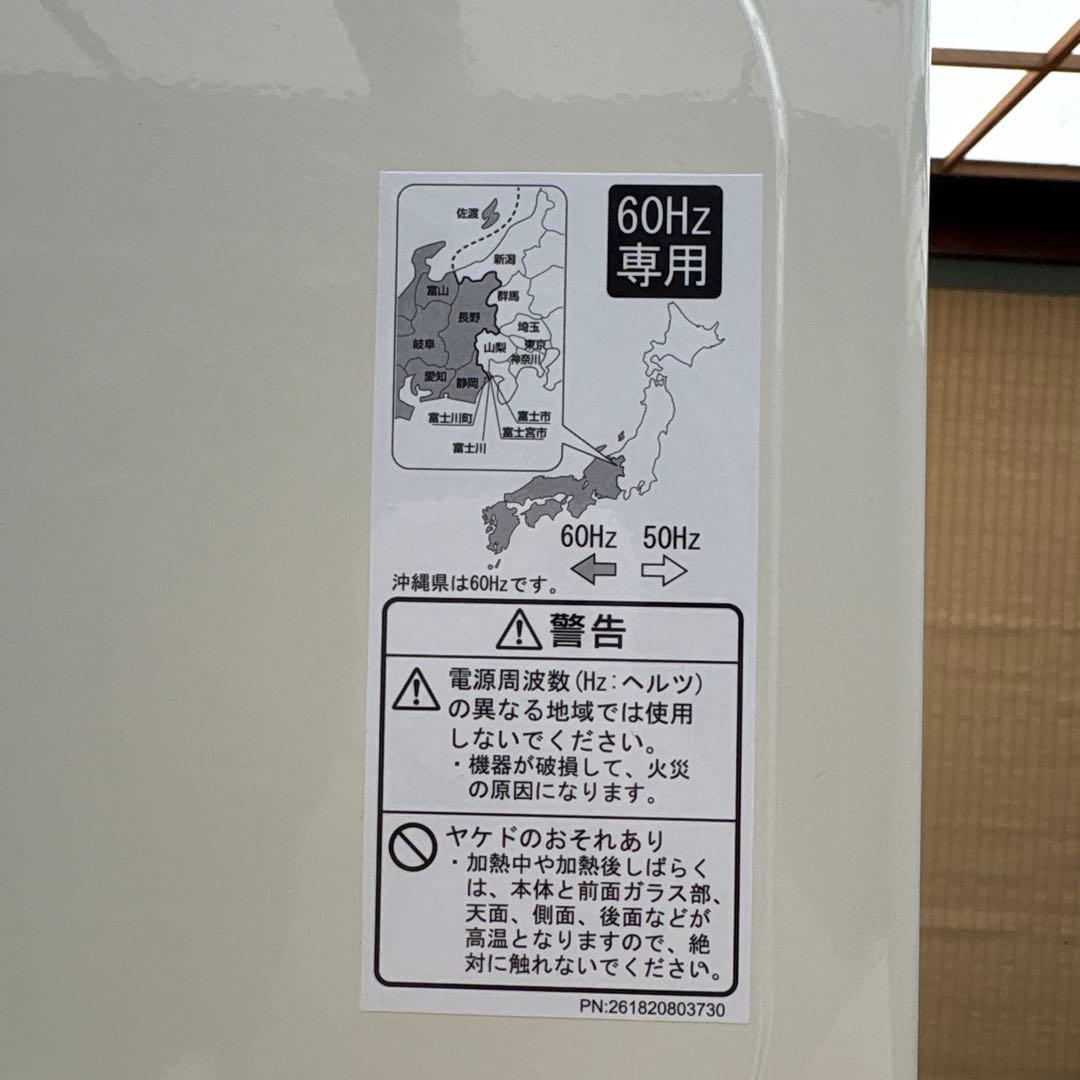 60Hz
専用
佐渡
新潟
富山
群馬
長野
埼玉
岐阜
山梨
東京
神奈川
愛知
静岡
富士川町
富士市
富士宮市
富士川
60Hz 50Hz
沖縄県は60Hzです。
警告
電源周波数(Hz:ヘルツ)
の異なる地域では使用
しないでください。
・機器が破損して、火災
の原因になります。
ヤケドのおそれあり
・加熱中や加熱後しばらく
は、本体と前面ガラス部、
天面、側面、後面などが
高温となりますので、絶
対に触れないでください。
PN:261820803730